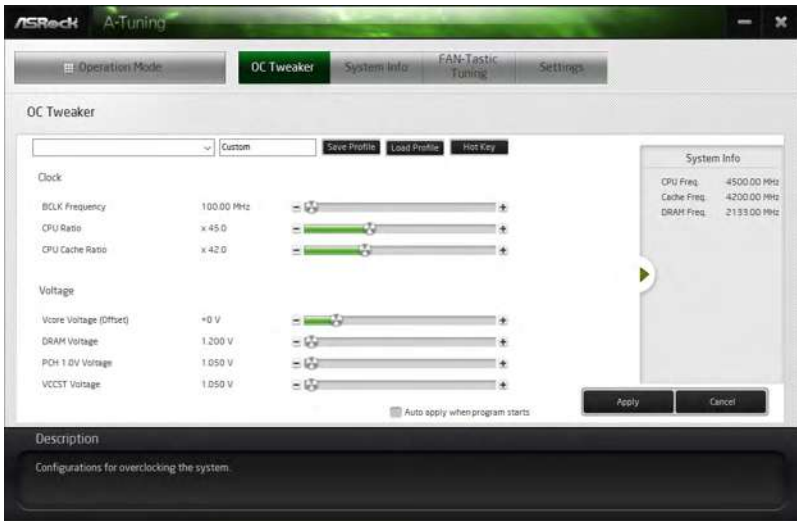 ASRock A-Tuning
Operation Mode
OC Tweaker
System Info
FAN-Tastic
Tuning
Settings
OC Tweaker
Custom
Save Profile
Load Profile
Hot Key
System Info
Clock
CPU Freq. 4500.00 MHz
Cache Freq. 4200.00 MHz
DRAM Freq. 2133.00 MHz
BCLK Frequency 100.00 MHz
CPU Ratio x 45.0
CPU Cache Ratio x 42.0
Voltage
Vcore Voltage (Offset) +0 V
DRAM Voltage 1.200 V
PCH 1.0V Voltage 1.050 V
VCCST Voltage 1.050 V
Auto apply when program starts
Apply
Cancel
Description
Configurations for overclocking the system.